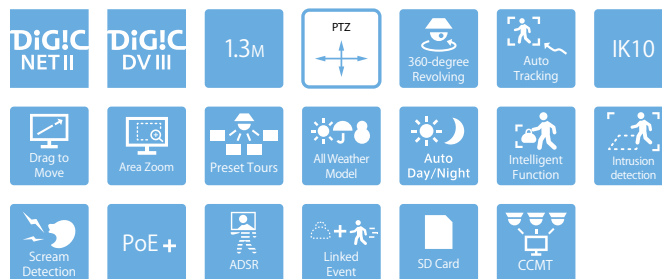 DiG!C
NET II
DiG!C
DV III
1.3M
PTZ
360-degree
Revolving
Auto
Tracking
IK10
Drag to
Move
Area Zoom
Preset Tours
All Weather
Model
Auto
Day/Night
Intelligent
Function
Intrusion
detection
Scream
Detection
PoE+
ADSR
Linked
Event
SD Card
CCMT